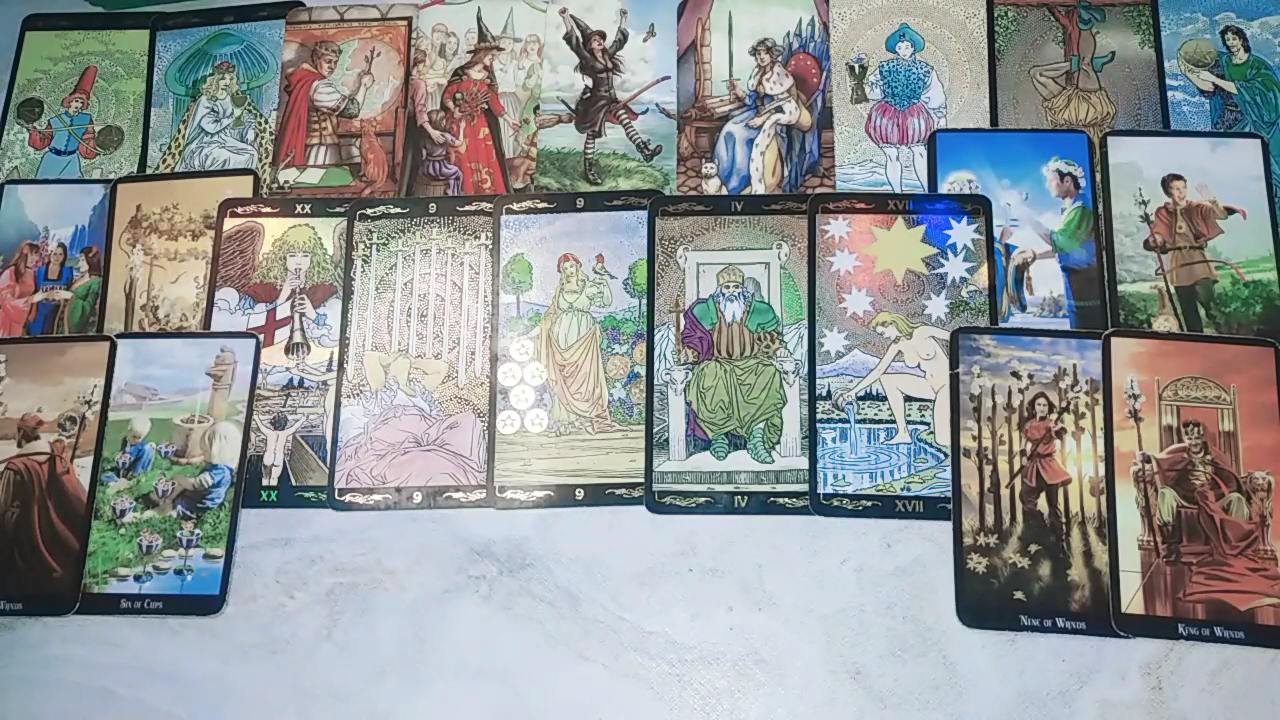 XX
9
9
IV
XVII
XX
9
9
IV
XVII
Wands
Six of Cups
Nine of Wands
King of Wands